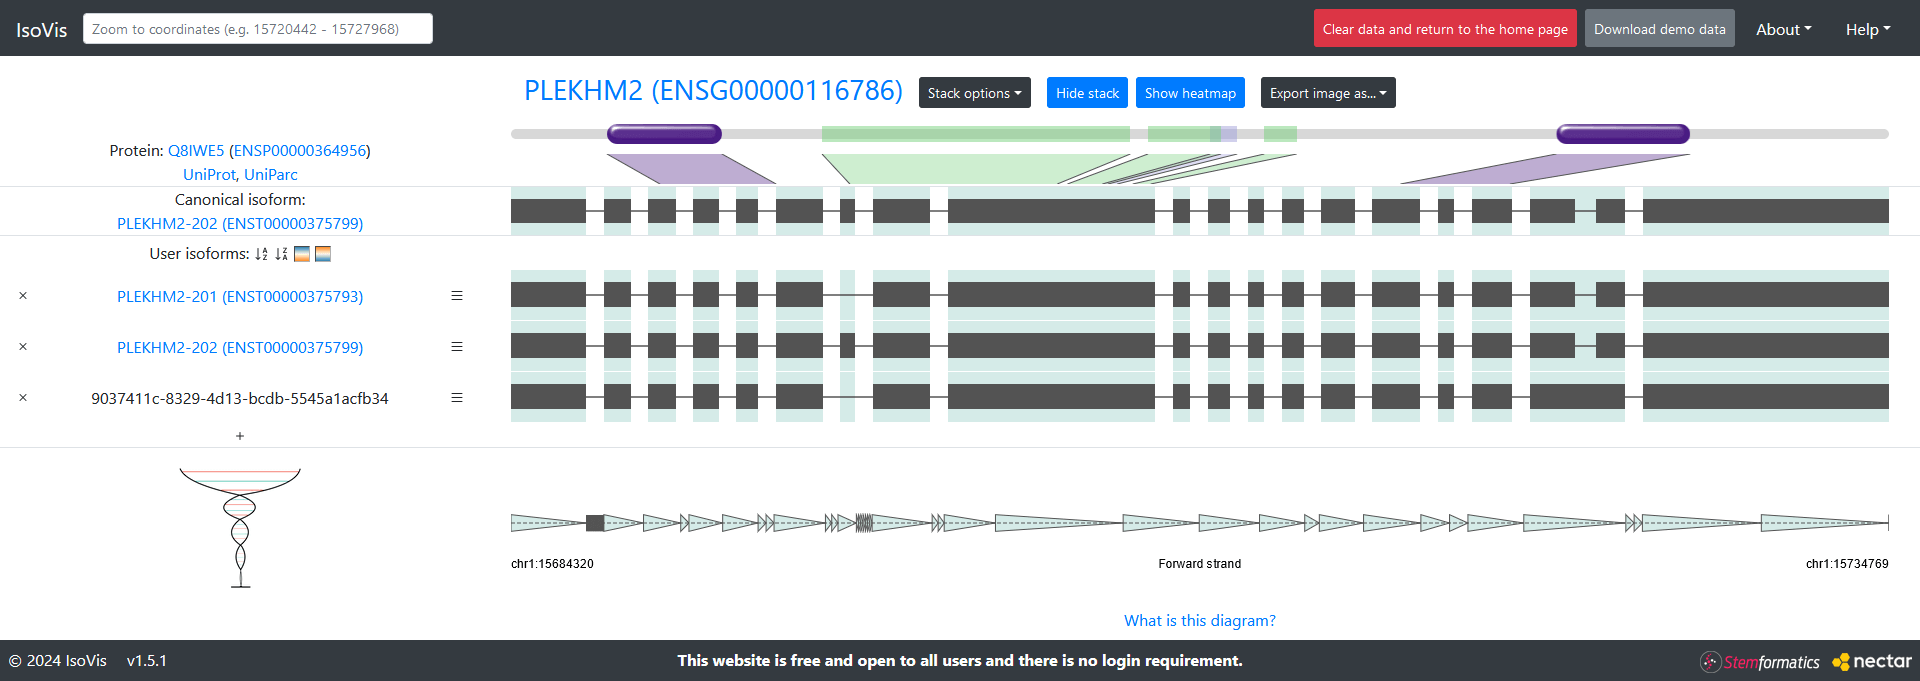 IsoVis
Zoom to coordinates (e.g. 15720442 - 15727968)
Clear data and return to the home page
Download demo data
About
Help
PLEKHM2 (ENSG00000116786)
Stack options
Hide stack
Show heatmap
Export image as...
Protein: Q8IWE5 (ENSP00000364956)
UniProt, UniParc
Canonical isoform:
PLEKHM2-202 (ENST00000375799)
User isoforms:
× PLEKHM2-201 (ENST00000375793)
× PLEKHM2-202 (ENST00000375799)
× 9037411c-8329-4d13-bcdb-5545a1acfb34
+
chr1:15684320
Forward strand
chr1:15734769
What is this diagram?
© 2024 IsoVis v1.5.1
This website is free and open to all users and there is no login requirement.
Stemformatics
nectar